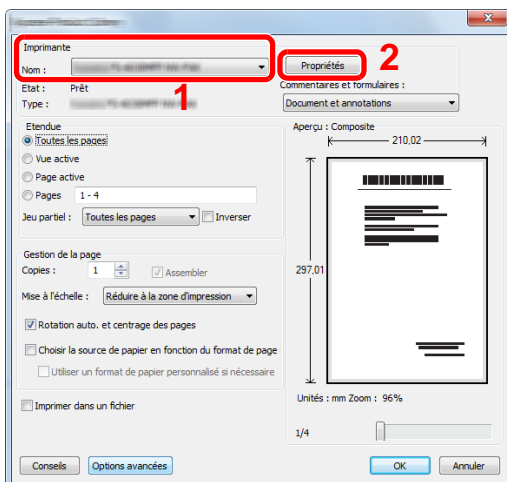 Imprimante
Nom :
Propriétés
2
Etat : Prêt
1
Commentaires et formulaires :
Type :
Document et annotations
Etendue
Toutes les pages
Vue active
Page active
Pages 1 - 4
Jeu partiel : Toutes les pages Inverser
Aperçu : Composite
210,02
297,01
Gestion de la page
Copies : 1 Assembler
Mise à l'échelle : Réduire à la zone d'impression
Rotation auto. et centrage des pages
Choisir la source de papier en fonction du format de page
Utiliser un format de papier personnalisé si nécessaire
Imprimer dans un fichier
Unités : mm Zoom : 96%
1/4
Conseils Options avancées OK Annuler